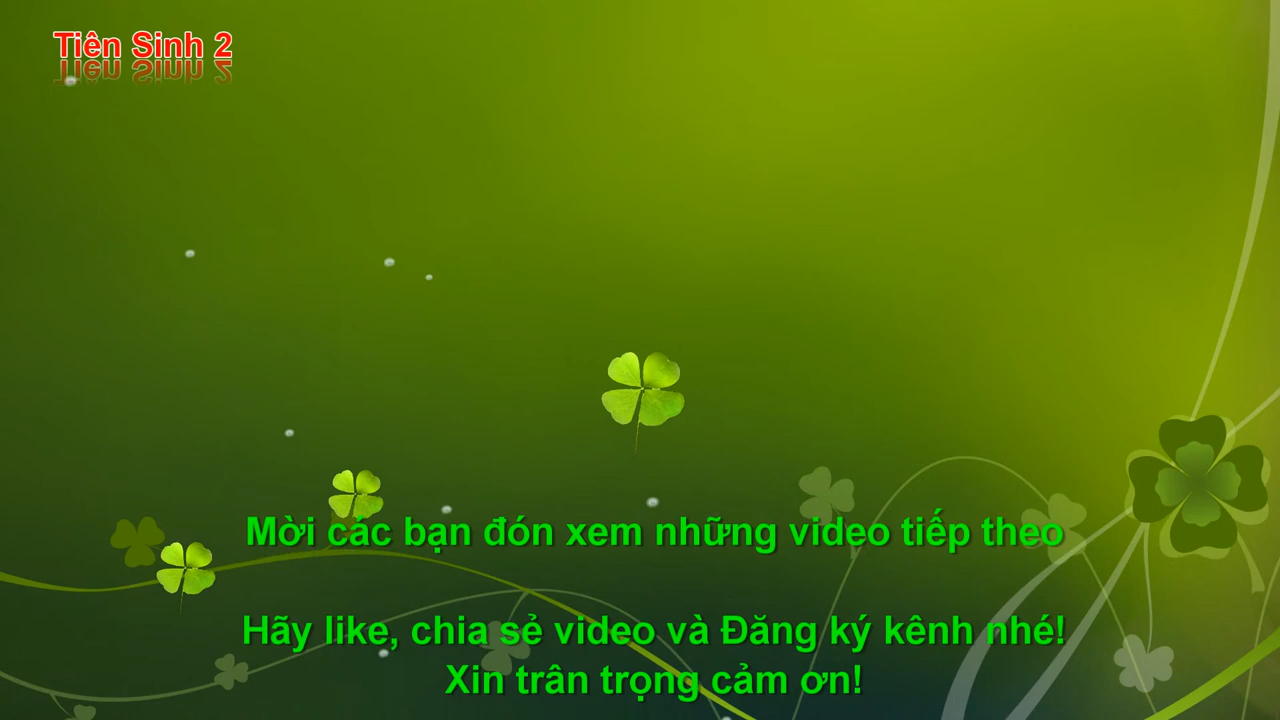 Tiên Sinh 2
Mời các bạn đón xem những video tiếp theo
Hãy like, chia sẻ video và Đăng ký kênh nhé!
Xin trân trọng cảm ơn!